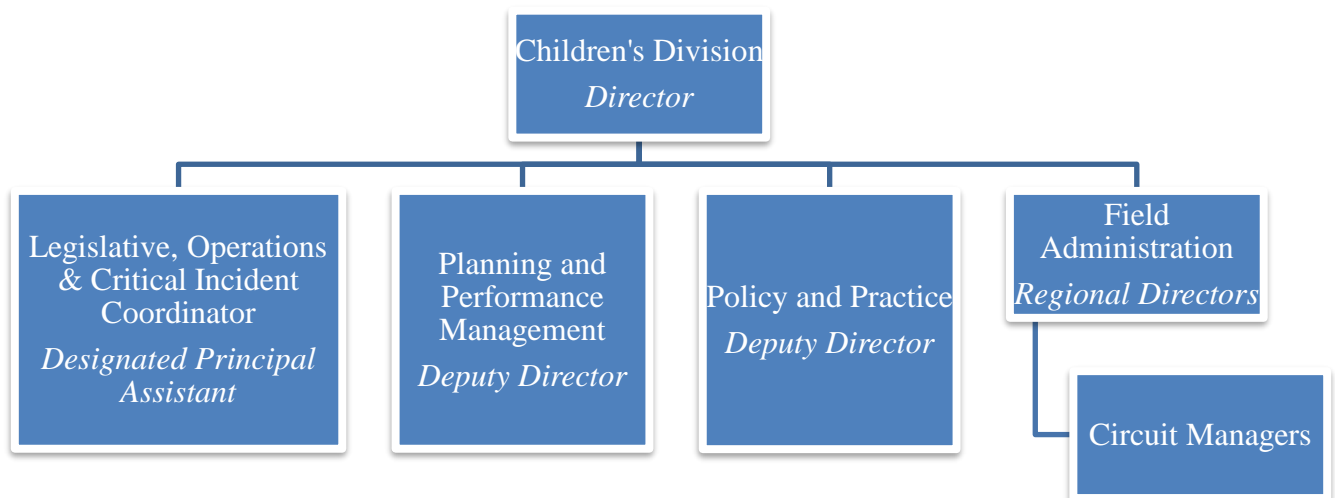 Children's Division
Director
Legislative, Operations
& Critical Incident
Coordinator
Designated Principal
Assistant
Planning and
Performance
Management
Deputy Director
Policy and Practice
Deputy Director
Field
Administration
Regional Directors
Circuit Managers